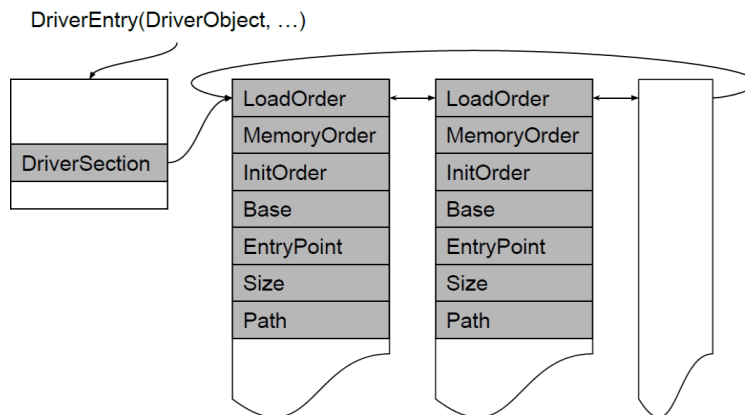 DriverEntry(DriverObject, …)
DriverSection
LoadOrder
MemoryOrder
InitOrder
Base
EntryPoint
Size
Path
LoadOrder
MemoryOrder
InitOrder
Base
EntryPoint
Size
Path